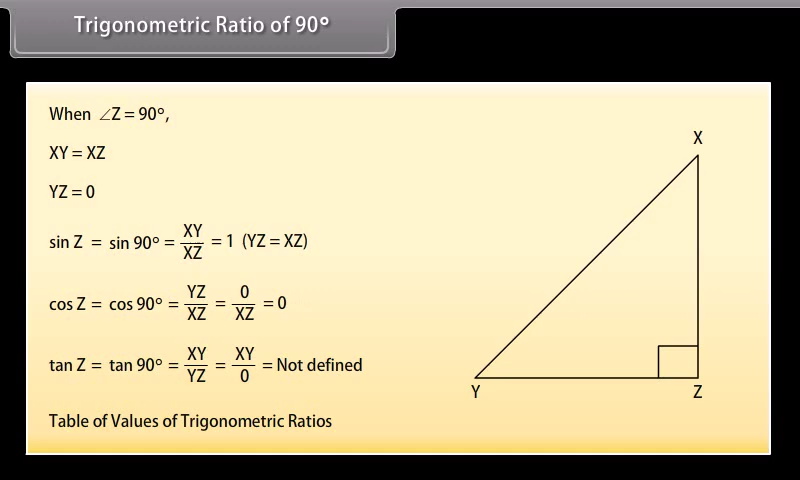 Trigonometric Ratio of 90°
When ∠Z = 90°,
XY = XZ
YZ = 0
sin Z = sin 90° = XY/XZ = 1 (YZ = XZ)
cos Z = cos 90° = YZ/XZ = 0/XZ = 0
tan Z = tan 90° = XY/YZ = XY/0 = Not defined
Table of Values of Trigonometric Ratios
X
Y
Z